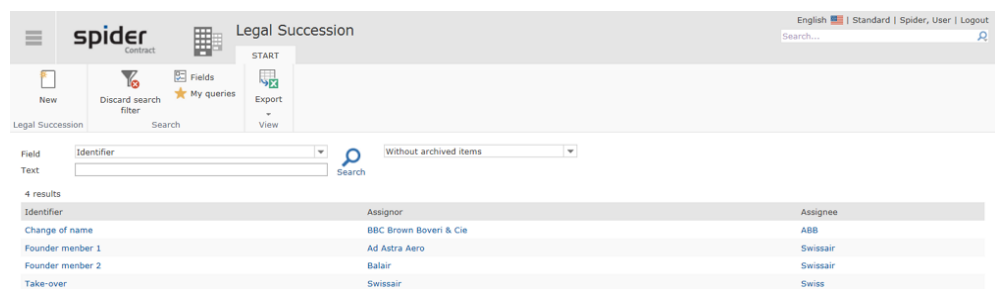 English | Standard | Spider, User | Logout
spider
Contract
Legal Succession
Search...
START
New
Discard search
filter
Fields
My queries
Export
Legal Succession
Search
View
Field
Identifier
Without archived items
Text
Search
4 results
Identifier Assignor Assignee
Change of name BBC Brown Boveri & Cie ABB
Founder menber 1 Ad Astra Aero Swissair
Founder menber 2 Balair Swissair
Take-over Swissair Swiss